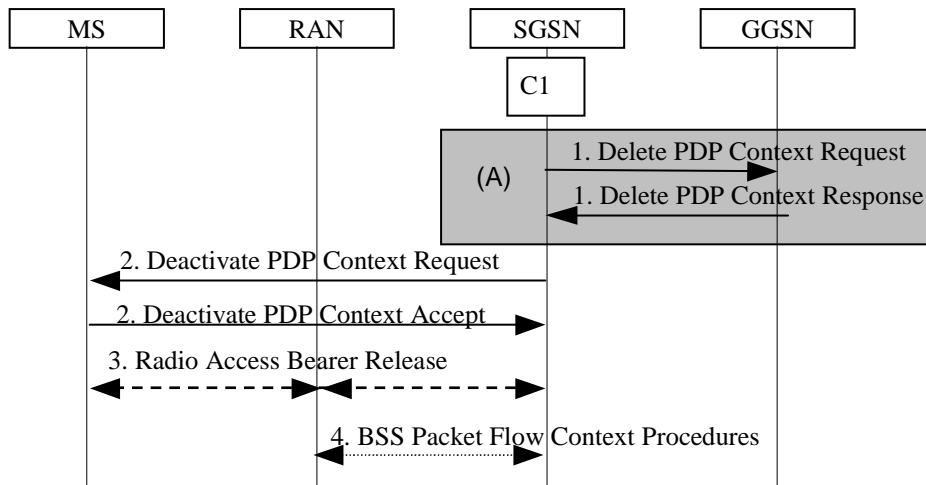 MS RAN SGSN GGSN
C1
1. Delete PDP Context Request
(A)
1. Delete PDP Context Response
2. Deactivate PDP Context Request
2. Deactivate PDP Context Accept
3. Radio Access Bearer Release
4. BSS Packet Flow Context Procedures